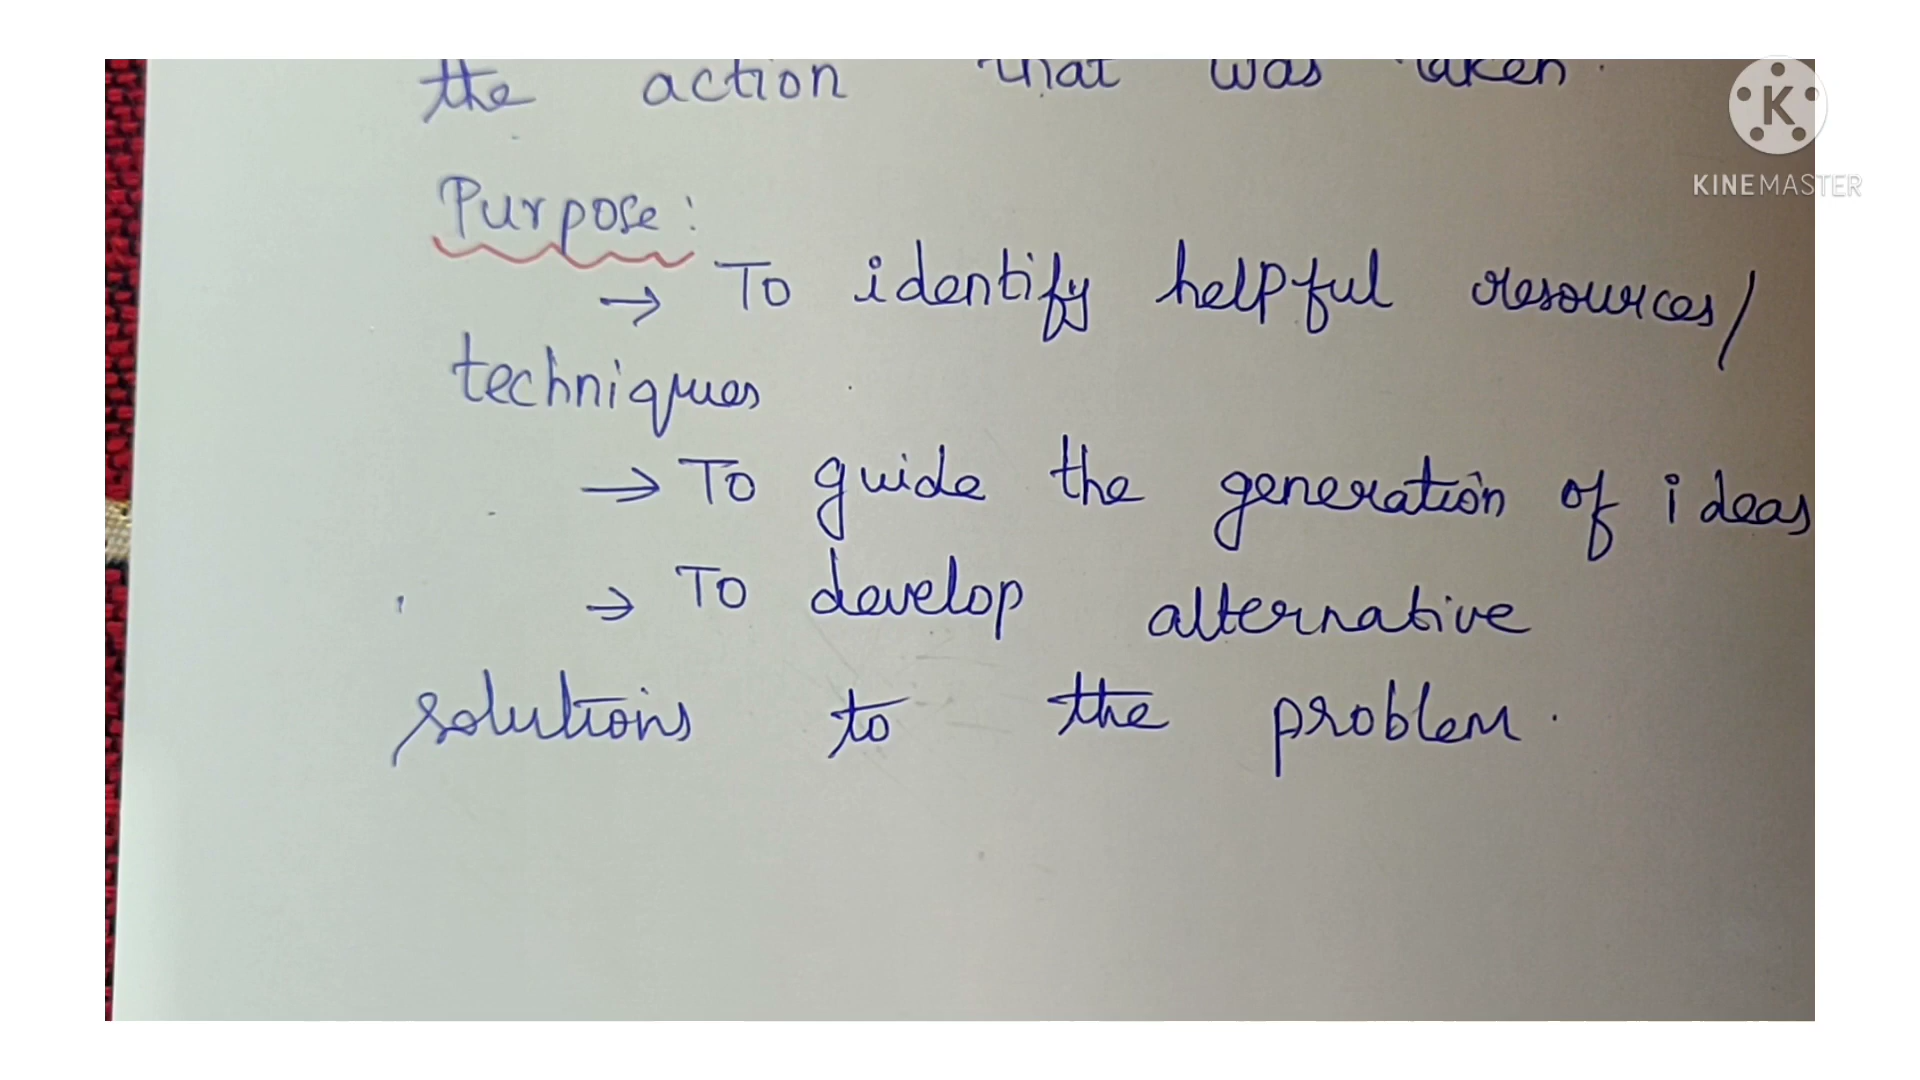 the action that was taken.
Purpose:
→ To identify helpful resources/
techniques
→ To guide the generation of ideas
→ To develop alternative
solutions to the problem.
K
KINEMASTER